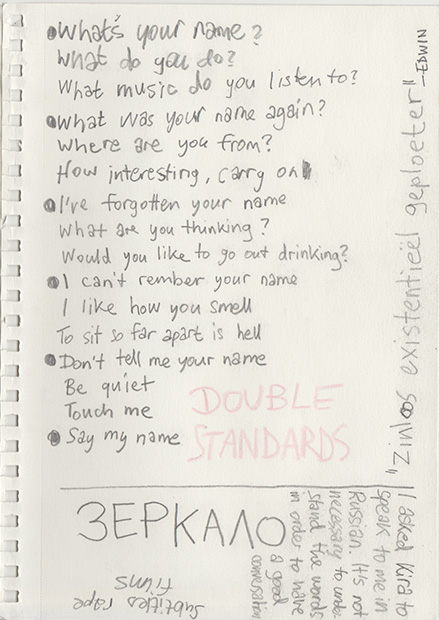 What's your name?
What do you do?
What music do you listen to?
What was your name again?
Where are you from?
How interesting, carry on
I've forgotten your name
What are you thinking?
Would you like to go out drinking?
I can't rember your name
I like how you smell
To sit so far apart is hell
Don't tell me your name
Be quiet
Touch me
Say my name
DOUBLE
STANDARDS
"Zinloos existentieël geploeter"
—EDWIN
ЗЕРКАЛО
Subtitles rape
films
I asked Kira to
speak to me in
Russian. It's not
necessary to under
stand the words
in order to have
a good
conversation